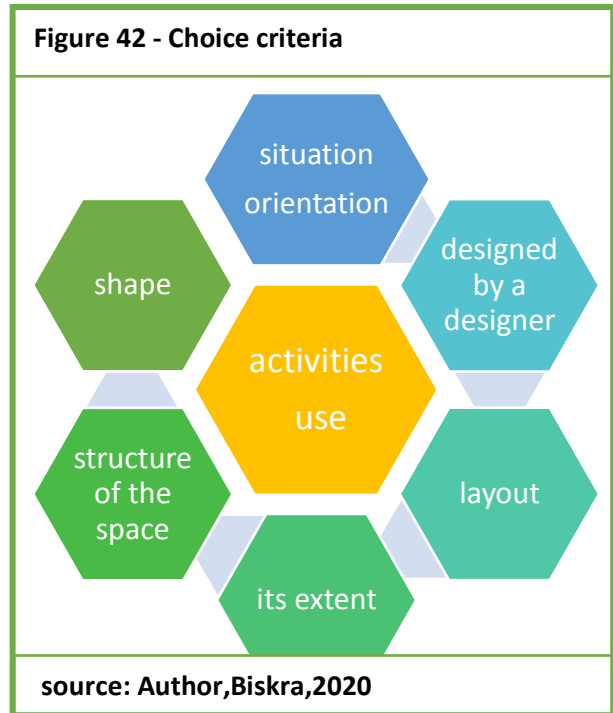 Figure 42 - Choice criteria
situation
orientation
designed
by a
designer
shape
activities
use
structure
of the
space
layout
its extent
source: Author,Biskra,2020